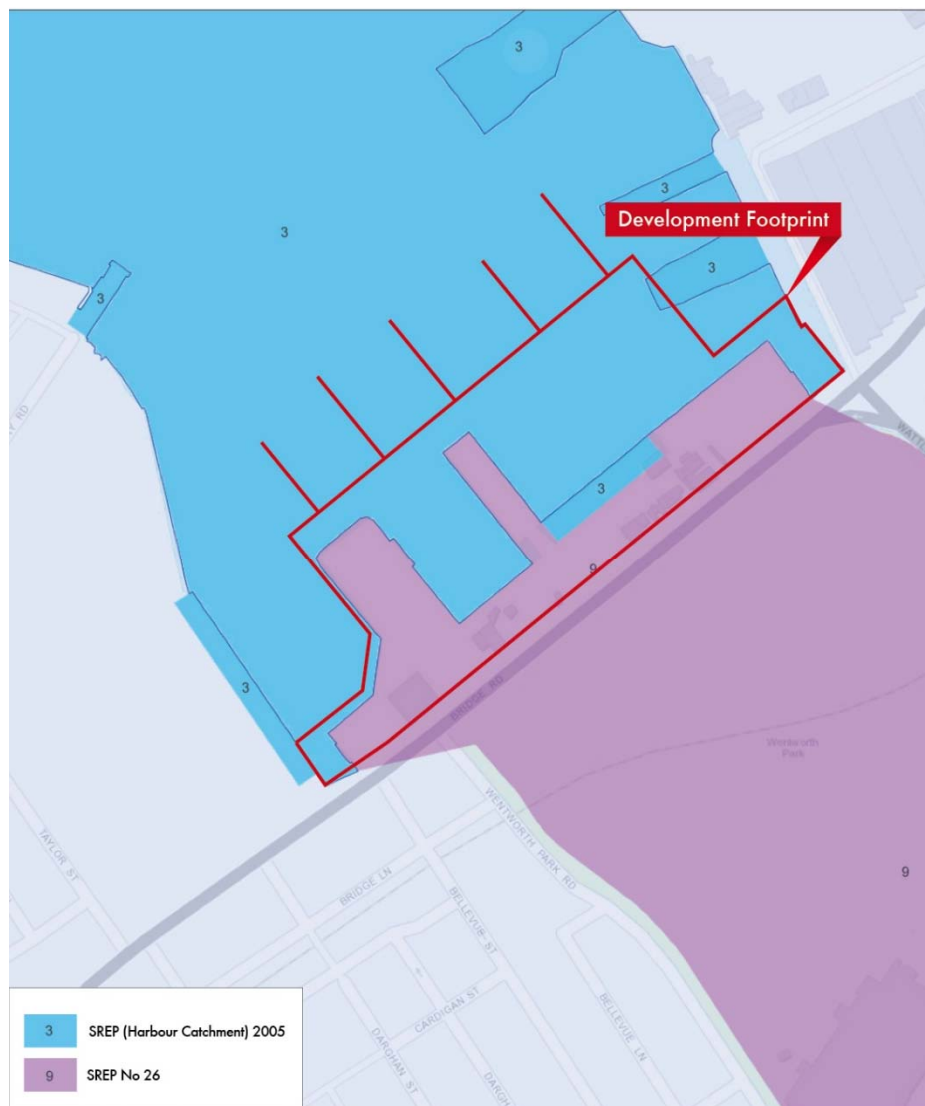 3
3
Development Footprint
3
3
3
3
9
BRIDGE RD
3
Wentworth
Park
WENTWORTH PARK RD
TAYLOR ST
BRIDGE LN
BELLEVUE ST
9
CARDIGAN ST
BELLEVUE LN
DARGHAN ST
3 SREP (Harbour Catchment) 2005
9 SREP No 26